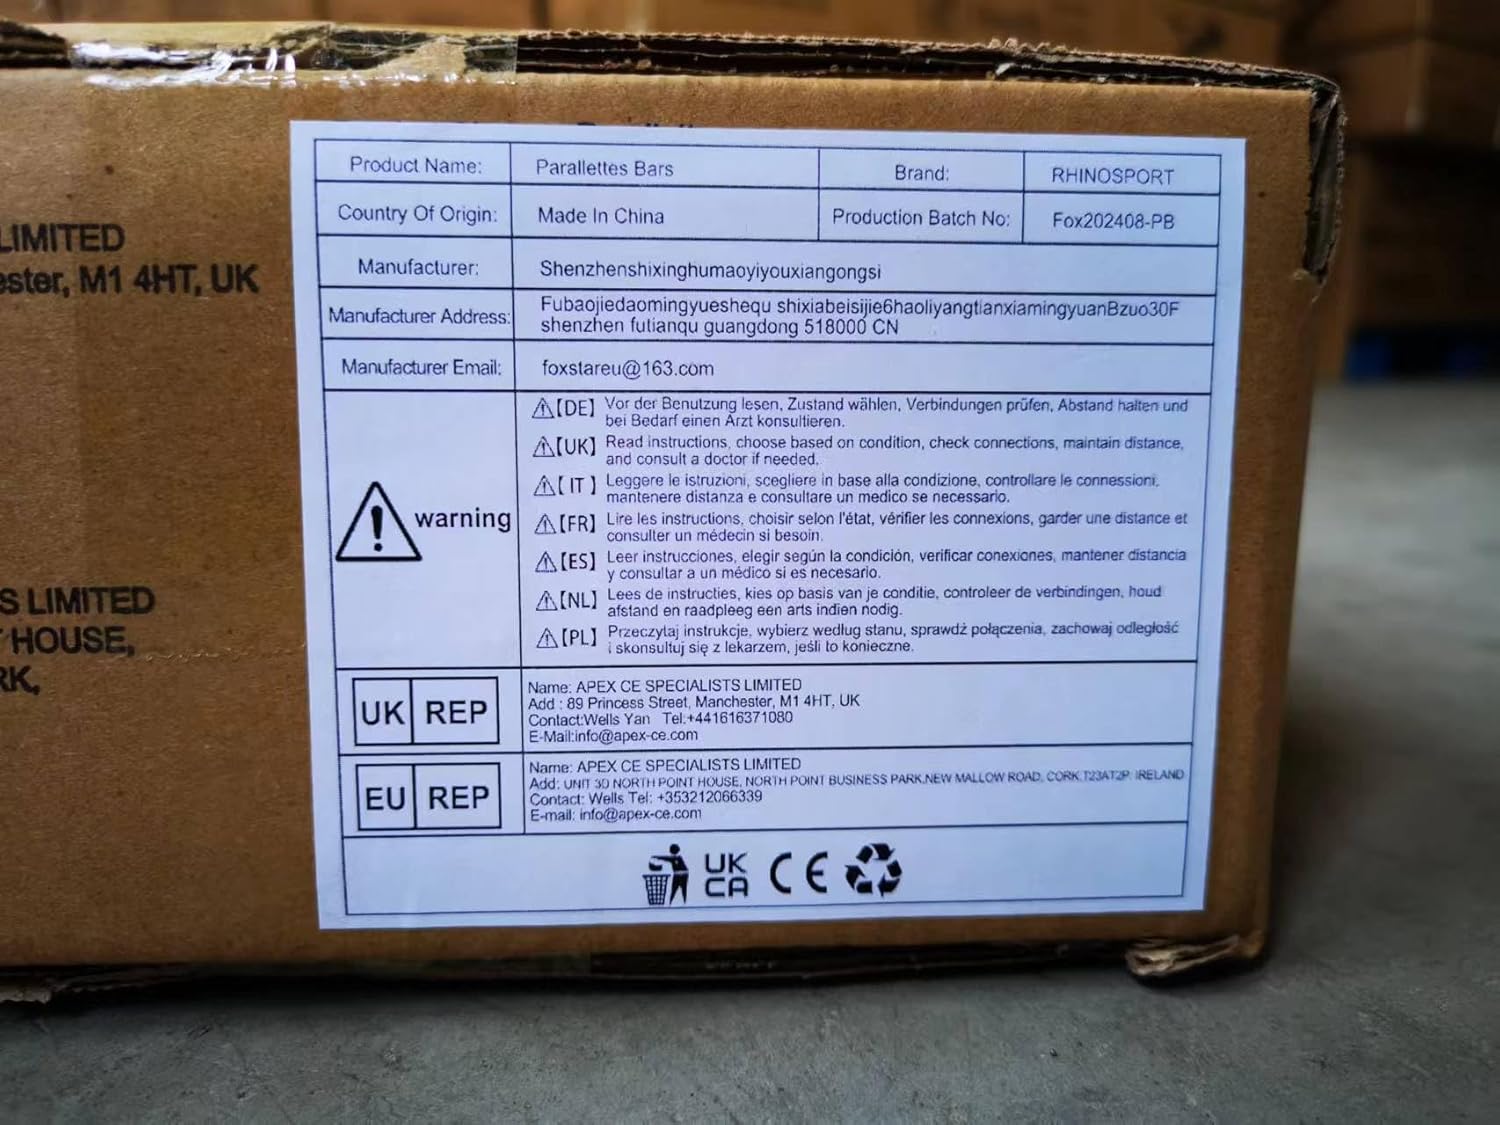 LIMITED
ester, M1 4HT, UK
S LIMITED
HOUSE,
RK,
Product Name: Parallettes Bars Brand: RHINOSPORT
Country Of Origin: Made In China Production Batch No: Fox202408-PB
Manufacturer: Shenzhenshixinghumaoyiyouxiangongsi
Manufacturer Address: Fubaojiedaomingyueshequ shixiabeisijie6haoliyangtianxiamingyuanBzuo30F
shenzhen futianqu guangdong 518000 CN
Manufacturer Email: foxstareu@163.com
warning
【DE】 Vor der Benutzung lesen, Zustand wählen, Verbindungen prüfen, Abstand halten und
bei Bedarf einen Arzt konsultieren.
【UK】 Read instructions, choose based on condition, check connections, maintain distance,
and consult a doctor if needed.
【IT】 Leggere le istruzioni, scegliere in base alla condizione, controllare le connessioni,
mantenere distanza e consultare un medico se necessario.
【FR】 Lire les instructions, choisir selon l'état, vérifier les connexions, garder une distance et
consulter un médecin si besoin.
【ES】 Leer instrucciones, elegir según la condición, verificar conexiones, mantener distancia
y consultar a un médico si es necesario.
【NL】 Lees de instructies, kies op basis van je conditie, controleer de verbindingen, houd
afstand en raadpleeg een arts indien nodig.
【PL】 Przeczytaj instrukcje, wybierz według stanu, sprawdź połączenia, zachowaj odległość
i skonsultuj się z lekarzem, jeśli to konieczne.
UK REP
Name: APEX CE SPECIALISTS LIMITED
Add : 89 Princess Street, Manchester, M1 4HT, UK
Contact:Wells Yan Tel:+441616371080
E-Mail:info@apex-ce.com
EU REP
Name: APEX CE SPECIALISTS LIMITED
Add: UNIT 3D NORTH POINT HOUSE, NORTH POINT BUSINESS PARK,NEW MALLOW ROAD, CORK,T23AT2P, IRELAND
Contact: Wells Tel: +353212066339
E-mail: info@apex-ce.com
UK
CA
CE